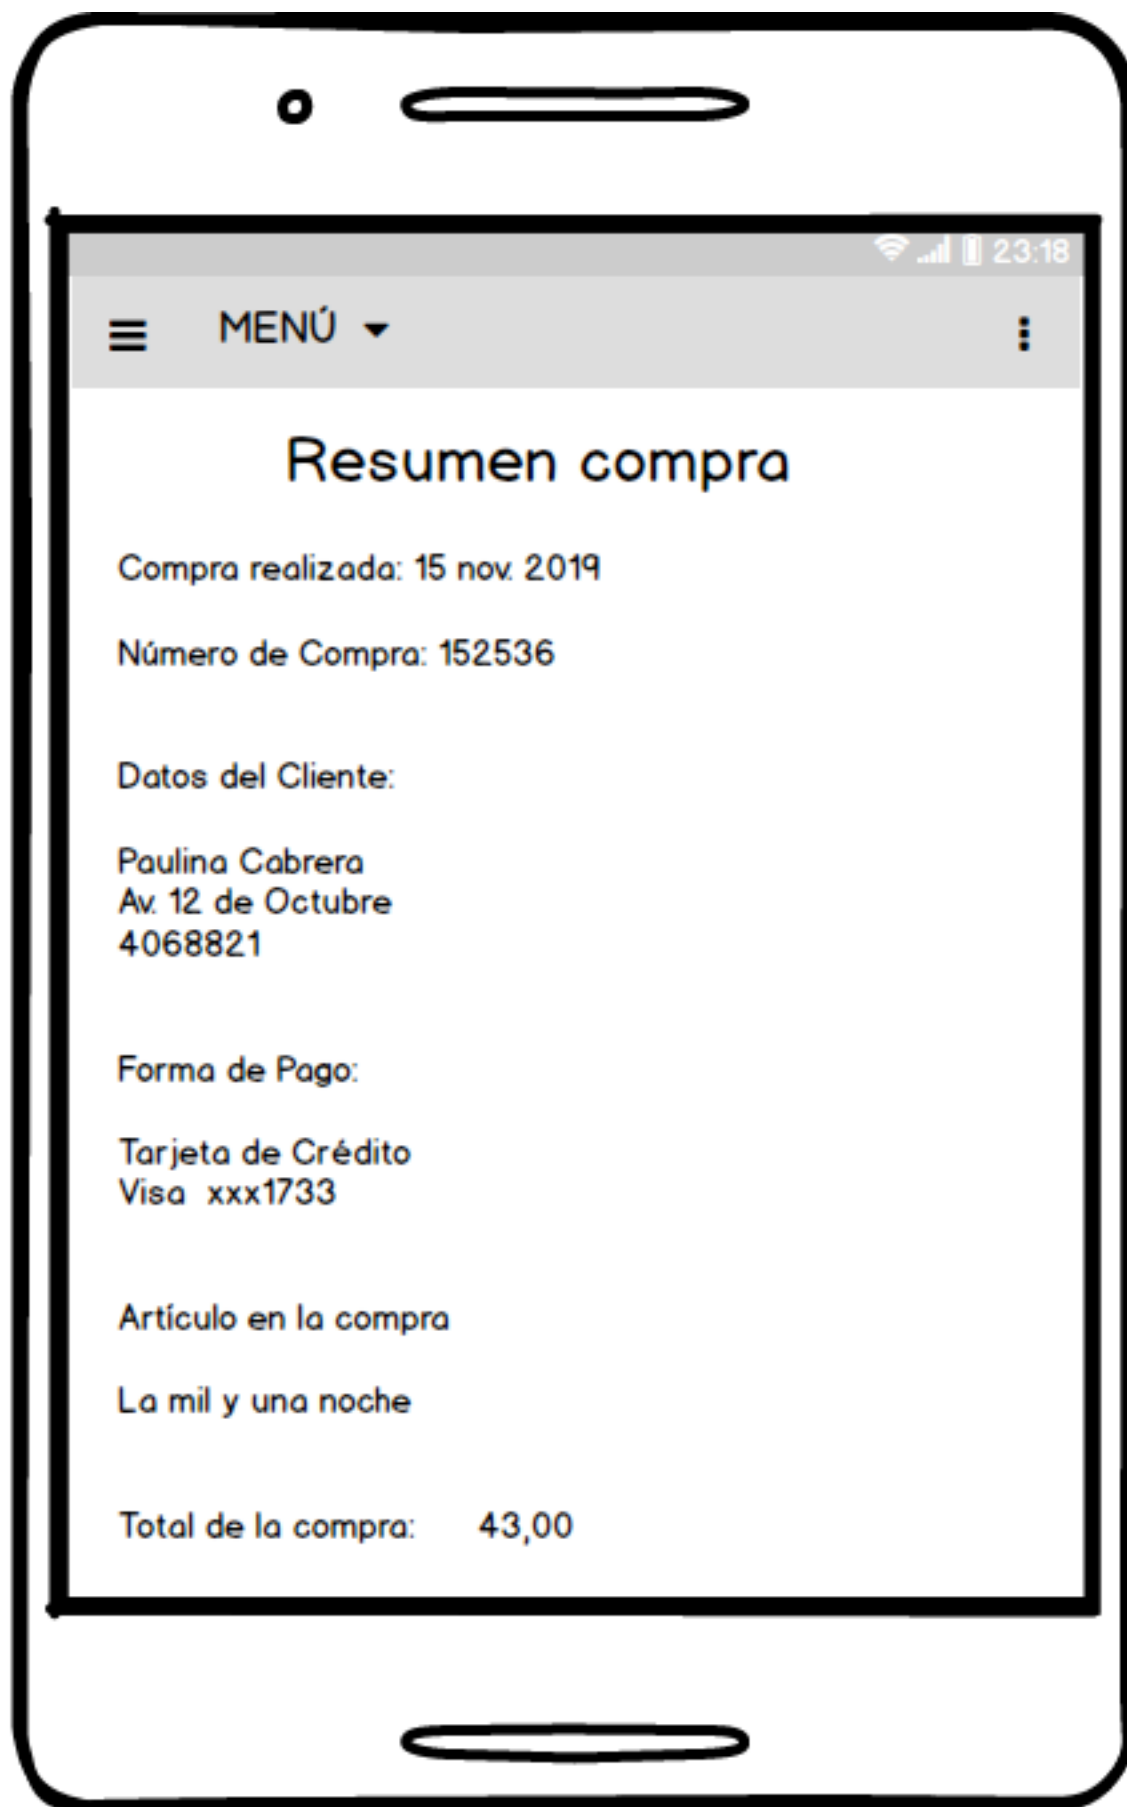 23:18
MENÚ
Resumen compra
Compra realizada: 15 nov. 2019
Número de Compra: 152536
Datos del Cliente:
Paulina Cabrera
Av. 12 de Octubre
4068821
Forma de Pago:
Tarjeta de Crédito
Visa xxx1733
Artículo en la compra
La mil y una noche
Total de la compra: 43,00